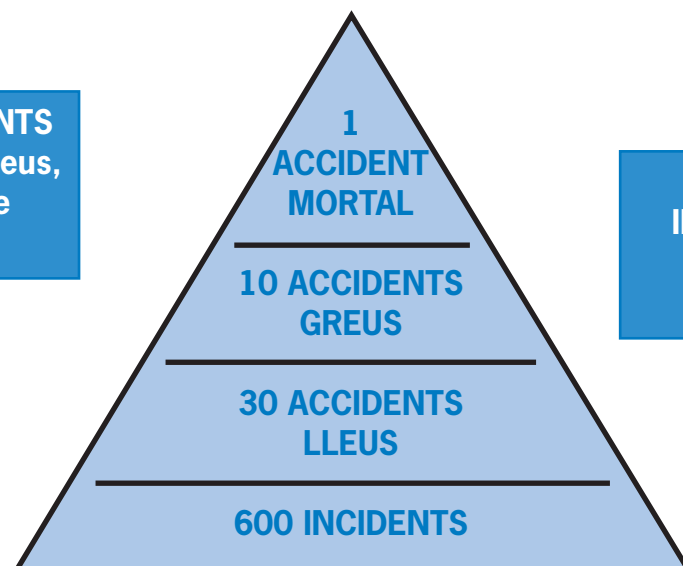 1
ACCIDENT
MORTAL
10 ACCIDENTS
GREUS
30 ACCIDENTS
LLEUS
600 INCIDENTS